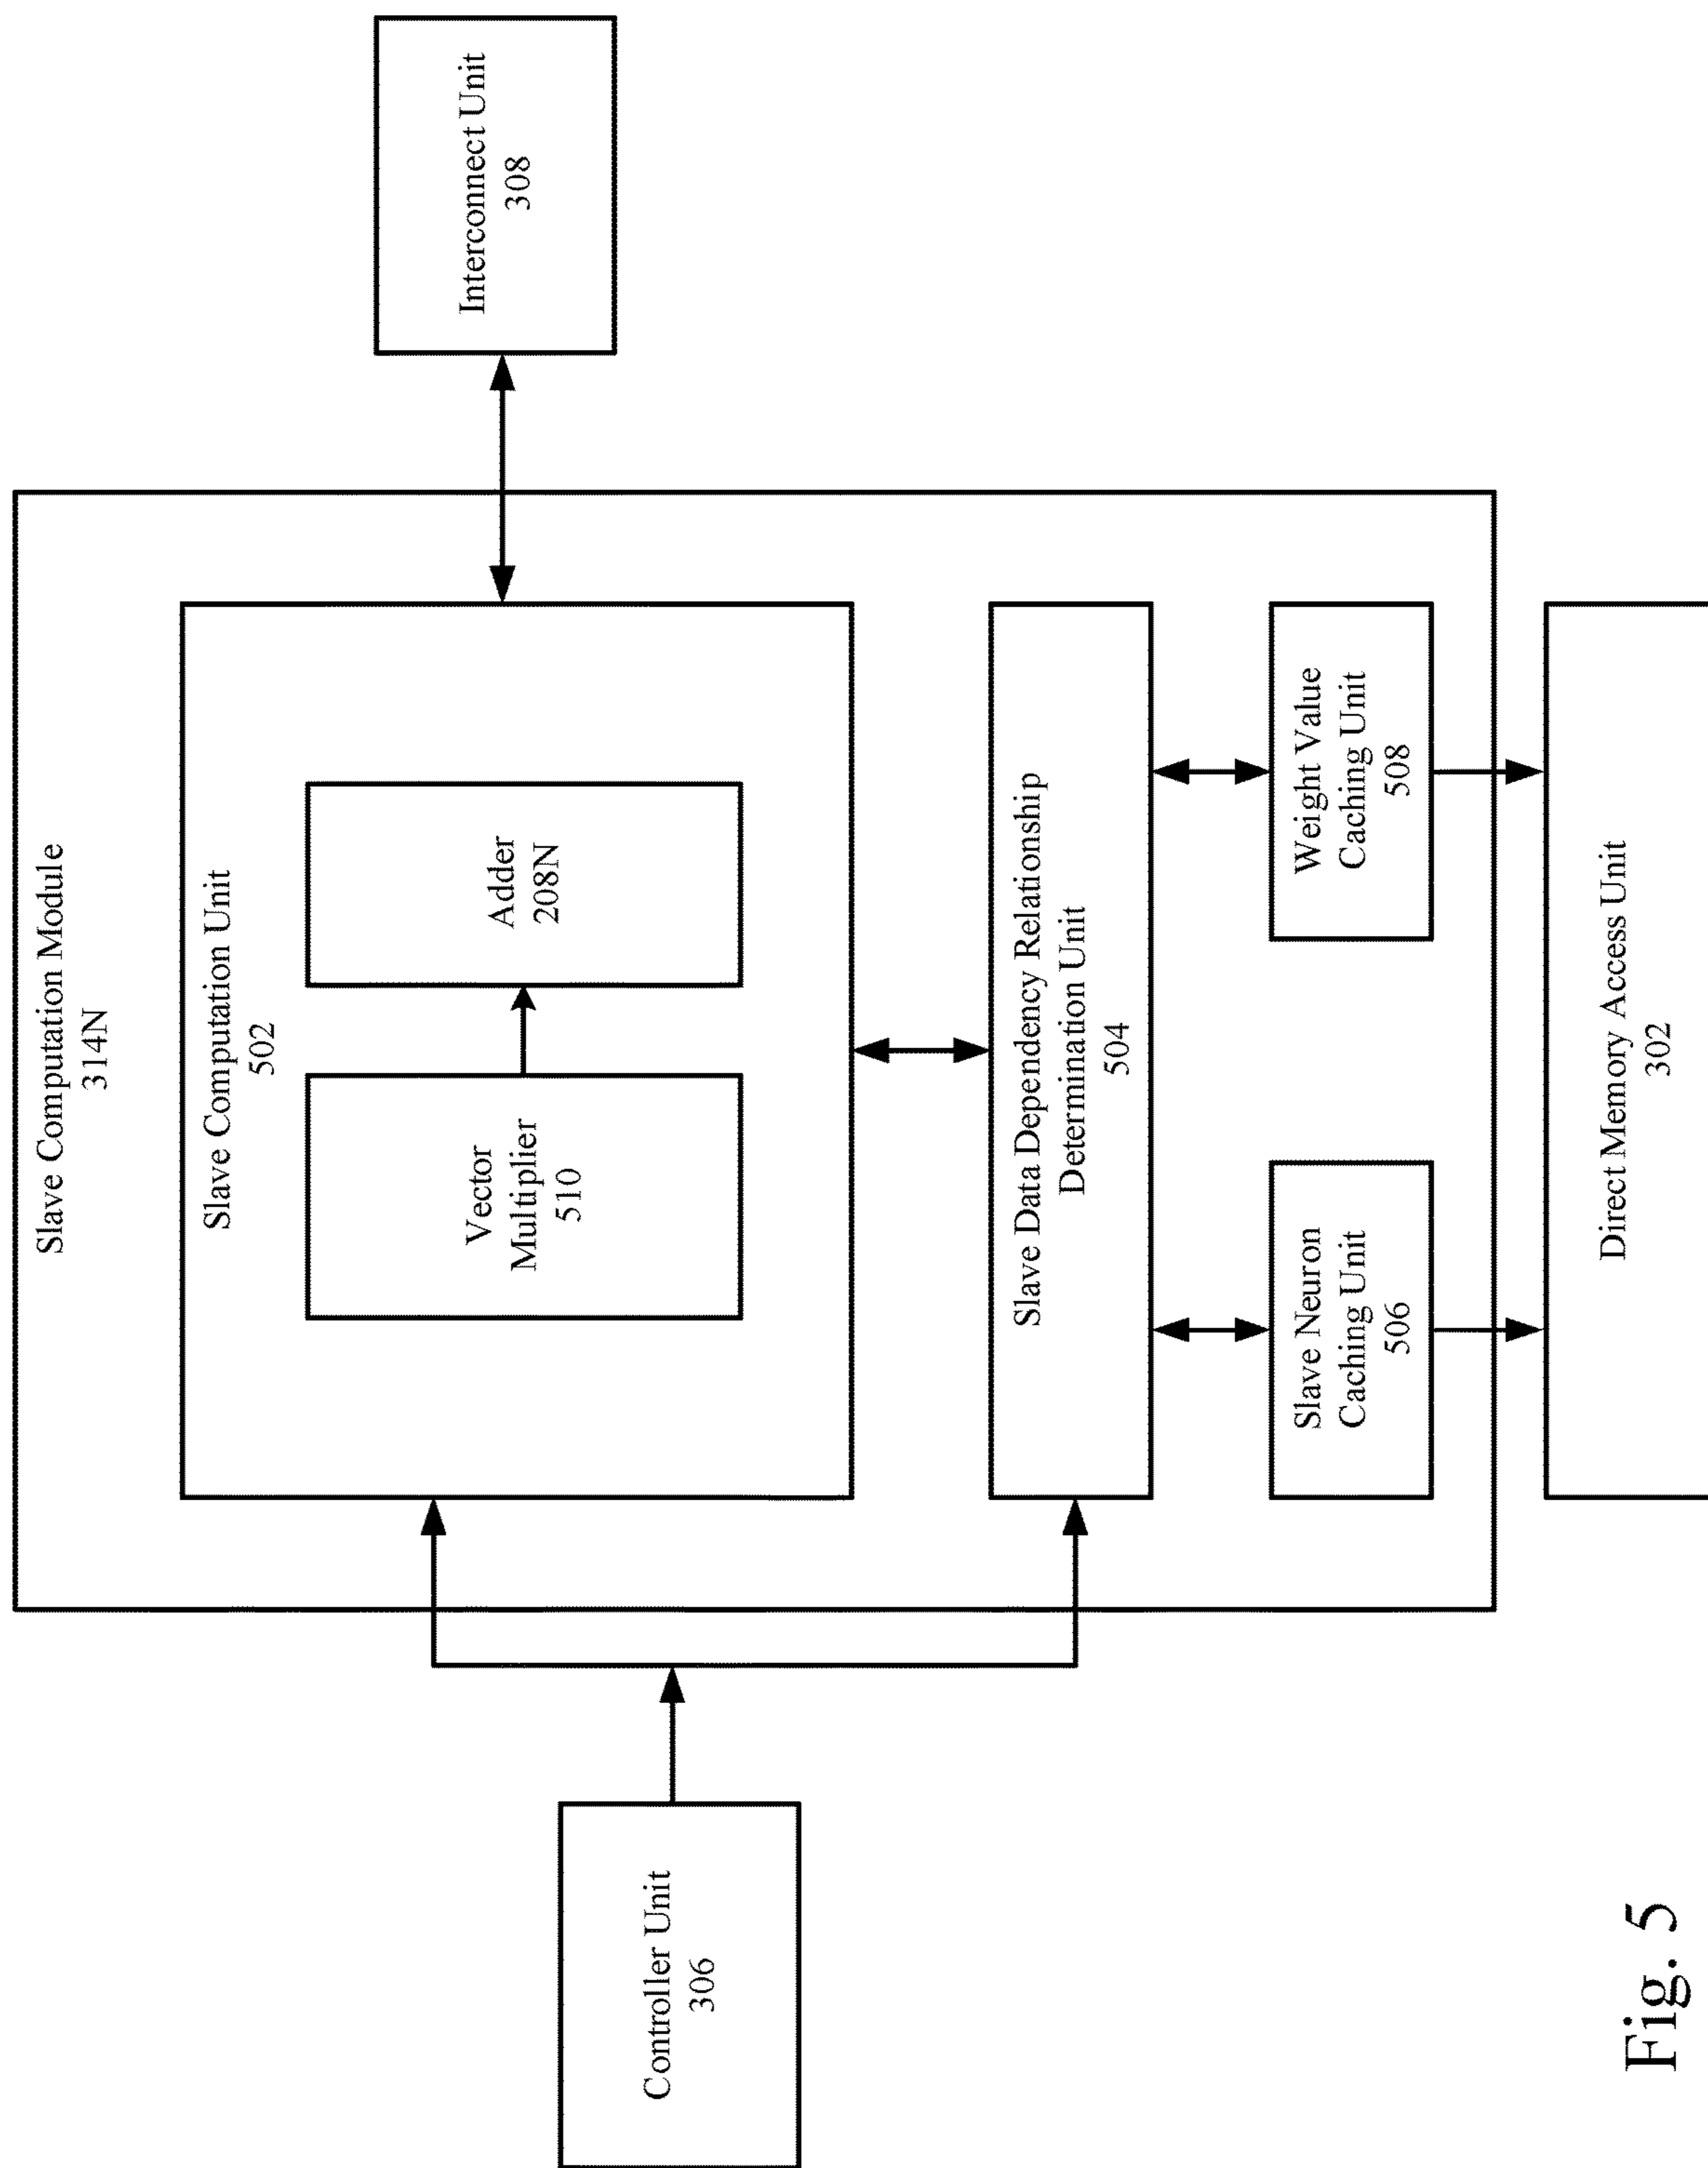 Slave Computation Module
314N
Slave Computation Unit
502
Vector
Multiplier
510
Adder
208N
Interconnect Unit
308
Controller Unit
306
Slave Data Dependency Relationship
Determination Unit
504
Slave Neuron
Caching Unit
506
Weight Value
Caching Unit
508
Direct Memory Access Unit
302
Fig. 5